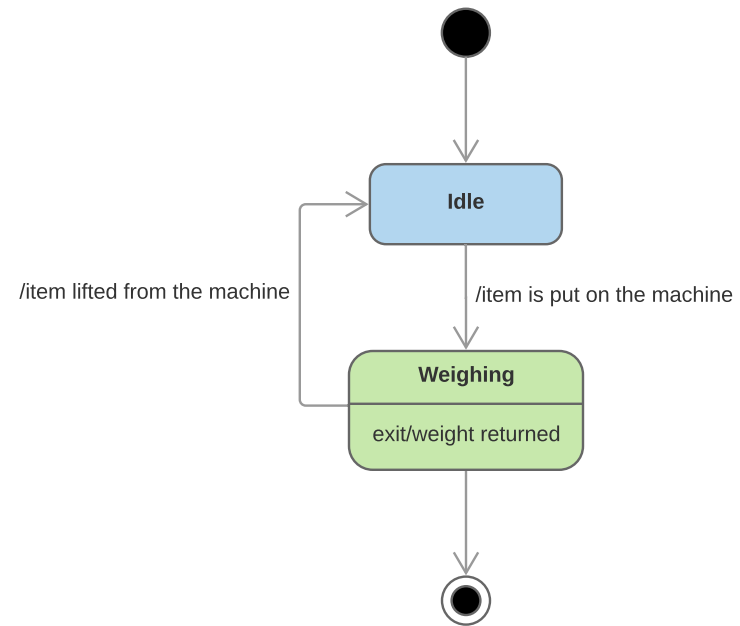 Idle
/item lifted from the machine
/item is put on the machine
Weighing
exit/weight returned